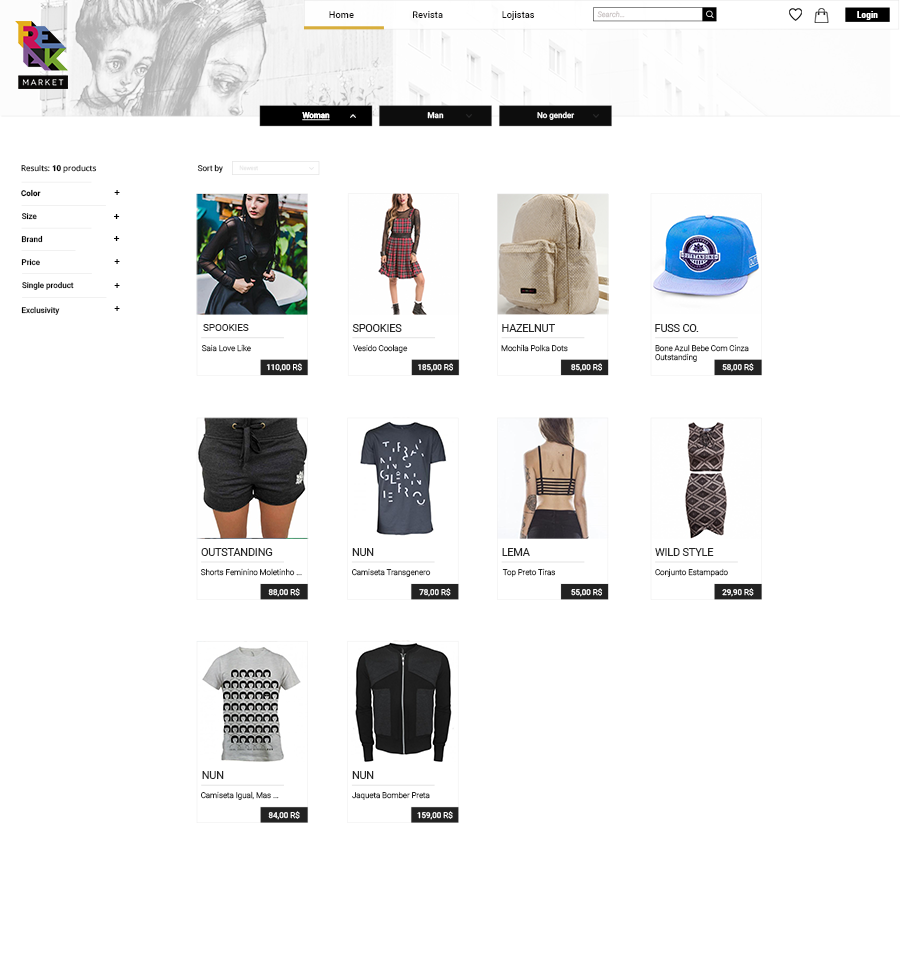 Home
Revista
Lojistas
Search...
Login
FREAK
MARKET
Woman
Man
No gender
Results: 10 products
Sort by
Color +
Size +
Brand +
Price +
Single product +
Exclusivity +
SPOOKIES
Saia Love Like
110,00 R$
SPOOKIES
Vesido Coolage
185,00 R$
HAZELNUT
Mochila Polka Dots
85,00 R$
OUTSTANDING
FUSS CO.
Bone Azul Bebe Com Cinza
Outstanding
58,00 R$
OUTSTANDING
Shorts Feminino Moletinho ...
88,00 R$
NUN
Camiseta Transgenero
78,00 R$
LEMA
Top Preto Tiras
55,00 R$
WILD STYLE
Conjunto Estampado
29,90 R$
NUN
Camiseta Igual, Mas ...
84,00 R$
NUN
Jaqueta Bomber Preta
159,00 R$